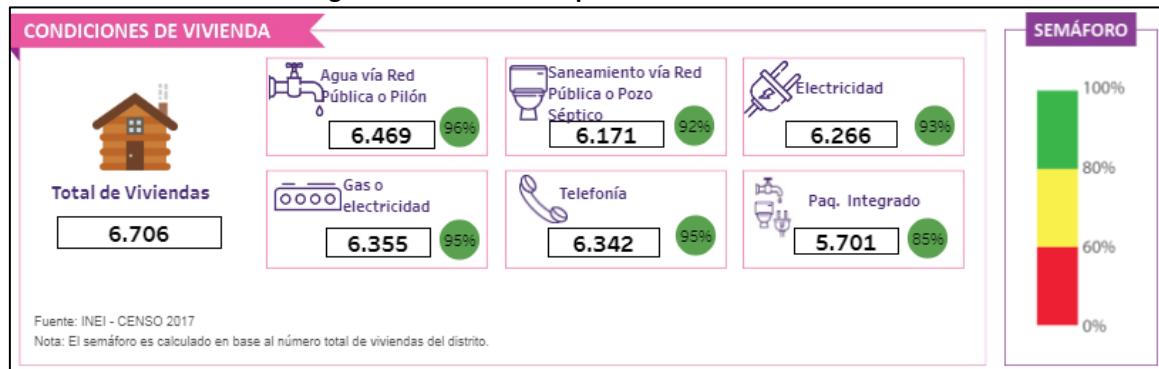 CONDICIONES DE VIVIENDA
Total de Viviendas
6.706
Agua vía Red
Pública o Pilón
6.469
96%
Saneamiento vía Red
Pública o Pozo
Séptico
6.171
92%
Electricidad
6.266
93%
Gas o
electricidad
6.355
95%
Telefonía
6.342
95%
Paq. Integrado
5.701
85%
Fuente: INEI - CENSO 2017
Nota: El semáforo es calculado en base al número total de viviendas del distrito.
SEMÁFORO
100%
80%
60%
0%